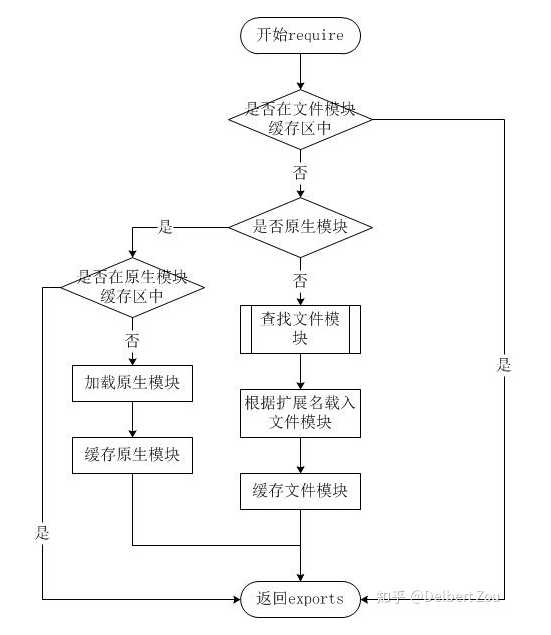 开始require
是否在文件模块
缓存区中
否
是
是否原生模块
是否在原生模块
缓存区中
否
查找文件模
块
否
是
加载原生模块
根据扩展名载入
文件模块
缓存原生模块
缓存文件模块
是
返回exports
知乎 @DelbertZou